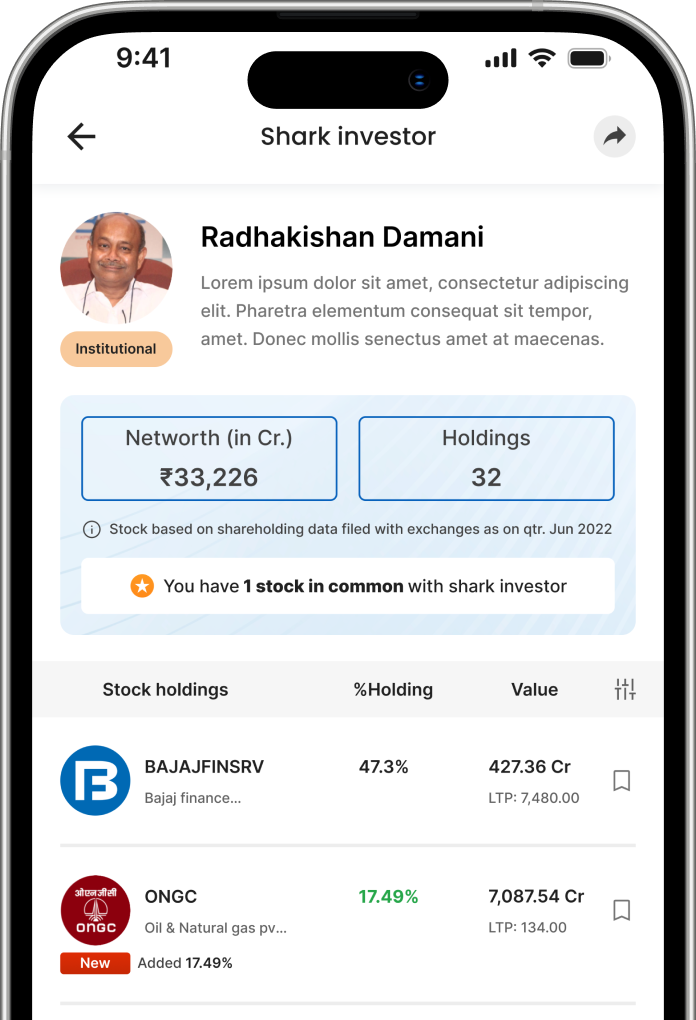 9:41
Shark investor
Radhakishan Damani
Lorem ipsum dolor sit amet, consectetur adipiscing
elit. Pharetra elementum consequat sit tempor,
amet. Donec mollis senectus amet at maecenas.
Institutional
Networth (in Cr.)
₹33,226
Holdings
32
Stock based on shareholding data filed with exchanges as on qtr. Jun 2022
You have 1 stock in common with shark investor
Stock holdings %Holding Value
BAJAJFINSRV 47.3% 427.36 Cr
Bajaj finance... LTP: 7,480.00
ओएनजीसी
ONGC
ONGC 17.49% 7,087.54 Cr
Oil & Natural gas pv... LTP: 134.00
New Added 17.49%